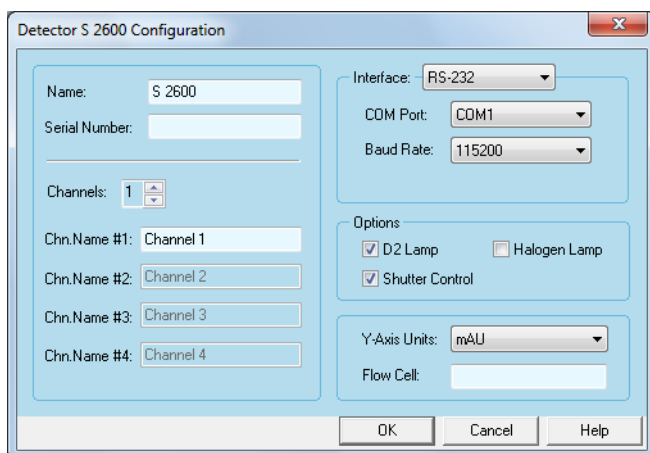 Detector S 2600 Configuration
Name: S 2600
Serial Number:
Channels: 1
Chn.Name #1: Channel 1
Chn.Name #2: Channel 2
Chn.Name #3: Channel 3
Chn.Name #4: Channel 4
Interface: RS-232
COM Port: COM1
Baud Rate: 115200
Options
D2 Lamp Halogen Lamp
Shutter Control
Y-Axis Units: mAU
Flow Cell:
OK Cancel Help